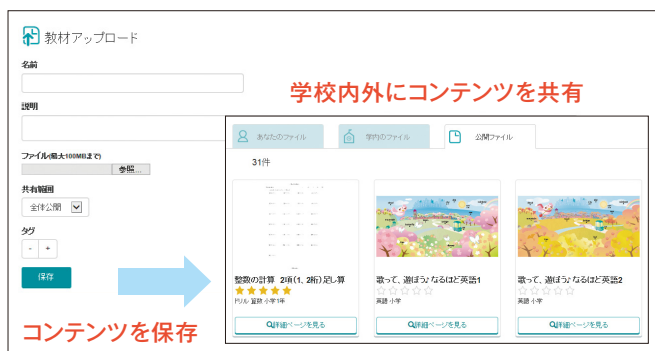 教材アップロード
名前
説明
ファイル(最大100MBまで)
参照...
共有範囲
全体公開
タグ
- +
保存
コンテンツを保存
学校内外にコンテンツを共有
あなたのファイル
学内のファイル
公開ファイル
31件
整数の計算 2項(1, 2桁)足し算
ドリル 算数 小学1年
詳細ページを見る
歌って、遊ぼう♪なるほど英語1
英語 小学
詳細ページを見る
歌って、遊ぼう♪なるほど英語2
英語 小学
詳細ページを見る